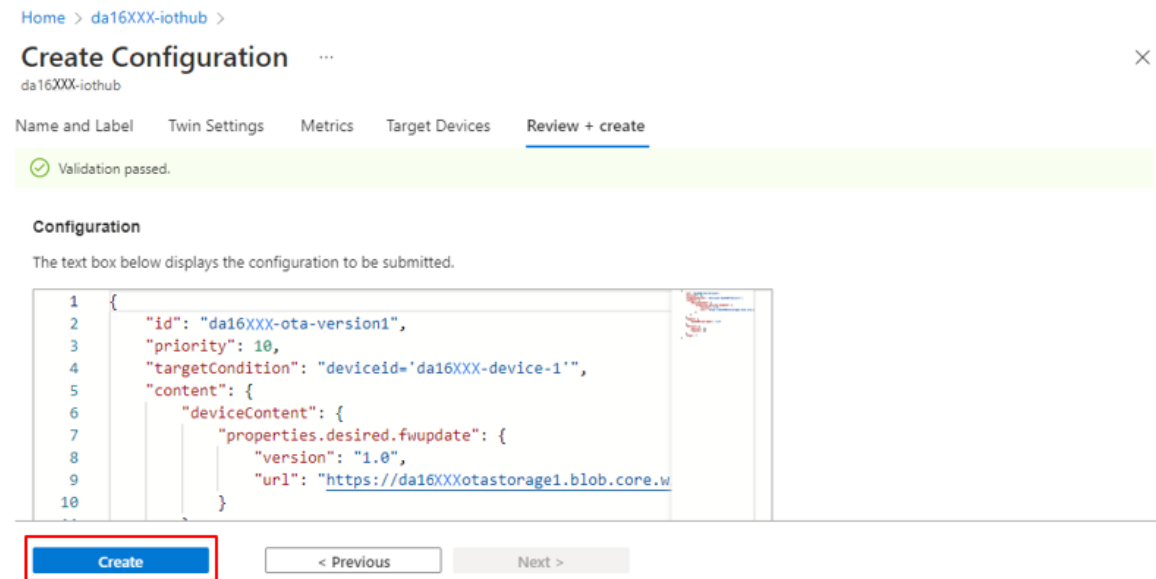 Home > da16XXX-iothub >
Create Configuration ...
da16XXX-iothub
Name and Label Twin Settings Metrics Target Devices Review + create
Validation passed.
Configuration
The text box below displays the configuration to be submitted.
1 {
2 "id": "da16XXX-ota-version1",
3 "priority": 10,
4 "targetCondition": "deviceid='da16XXX-device-1'",
5 "content": {
6 "deviceContent": {
7 "properties.desired.fwupdate": {
8 "version": "1.0",
9 "url": "https://da16XXXotastorage1.blob.core.w
10 }
Create < Previous Next >